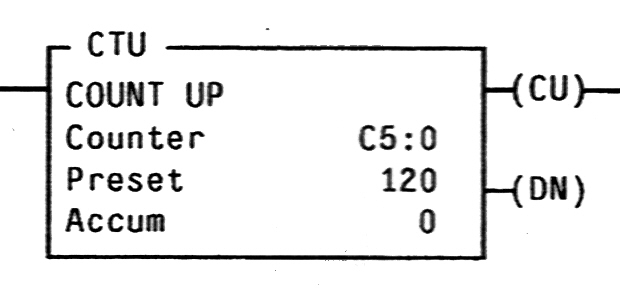 CTU
COUNT UP (CU)
Counter C5:0
Preset 120 (DN)
Accum 0